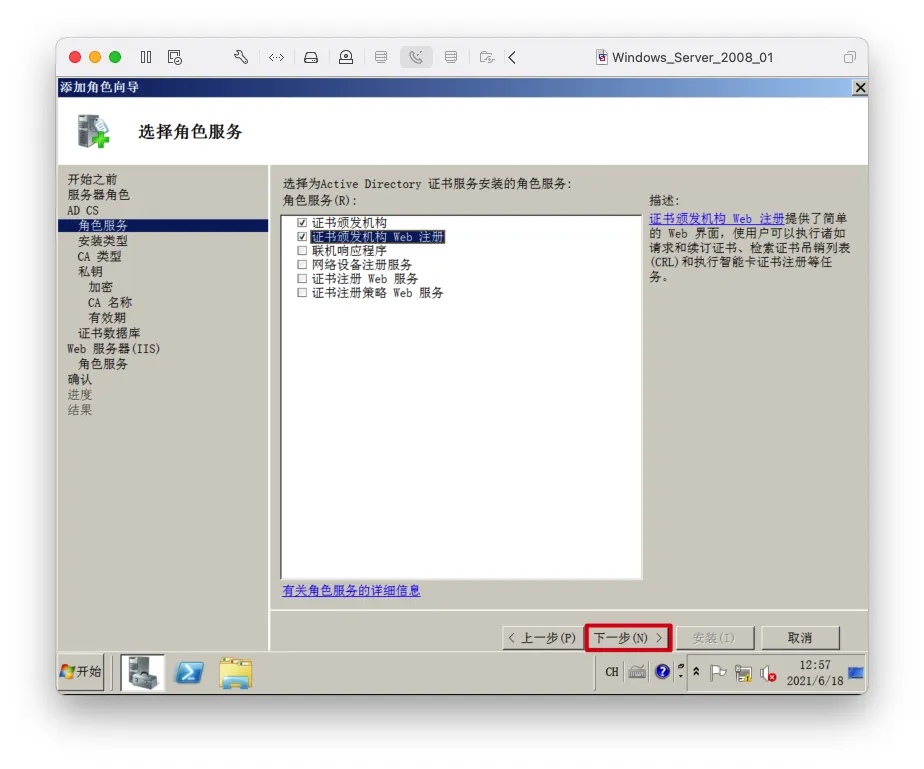 Windows_Server_2008_01
添加角色向导
选择角色服务
开始之前
服务器角色
AD CS
角色服务
安装类型
CA 类型
私钥
加密
CA 名称
有效期
证书数据库
Web 服务器(IIS)
角色服务
确认
进度
结果
选择为Active Directory 证书服务安装的角色服务:
角色服务(R):
证书颁发机构
证书颁发机构 Web 注册
联机响应程序
网络设备注册服务
证书注册 Web 服务
证书注册策略 Web 服务
有关角色服务的详细信息
描述:
证书颁发机构 Web 注册提供了简单
的 Web 界面，使用户可以执行诸如
请求和续订证书、检索证书吊销列表
(CRL)和执行智能卡证书注册等任
务。
< 上一步(P)
下一步(N) >
安装(I)
取消
开始
CH
12:57
2021/6/18